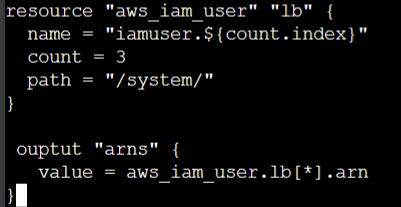 resource "aws_iam_user" "lb" {
  name = "iamuser.${count.index}"
  count = 3
  path = "/system/"
}

 ouptut "arns" {
   value = aws_iam_user.lb[*].arn
}